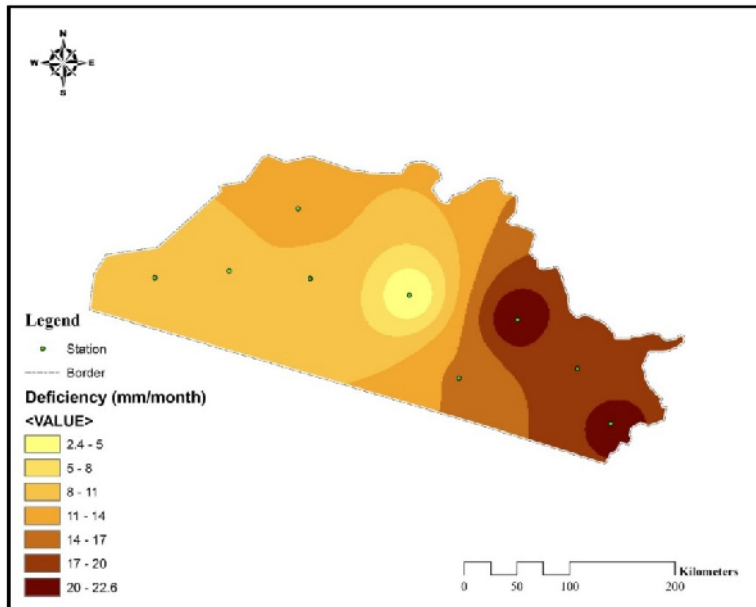 N
W E
S
Legend
Station
Border
Deficiency (mm/month)
<VALUE>
2.4 - 5
5 - 8
8 - 11
11 - 14
14 - 17
17 - 20
20 - 22.6
Kilometers
0 50 100 200